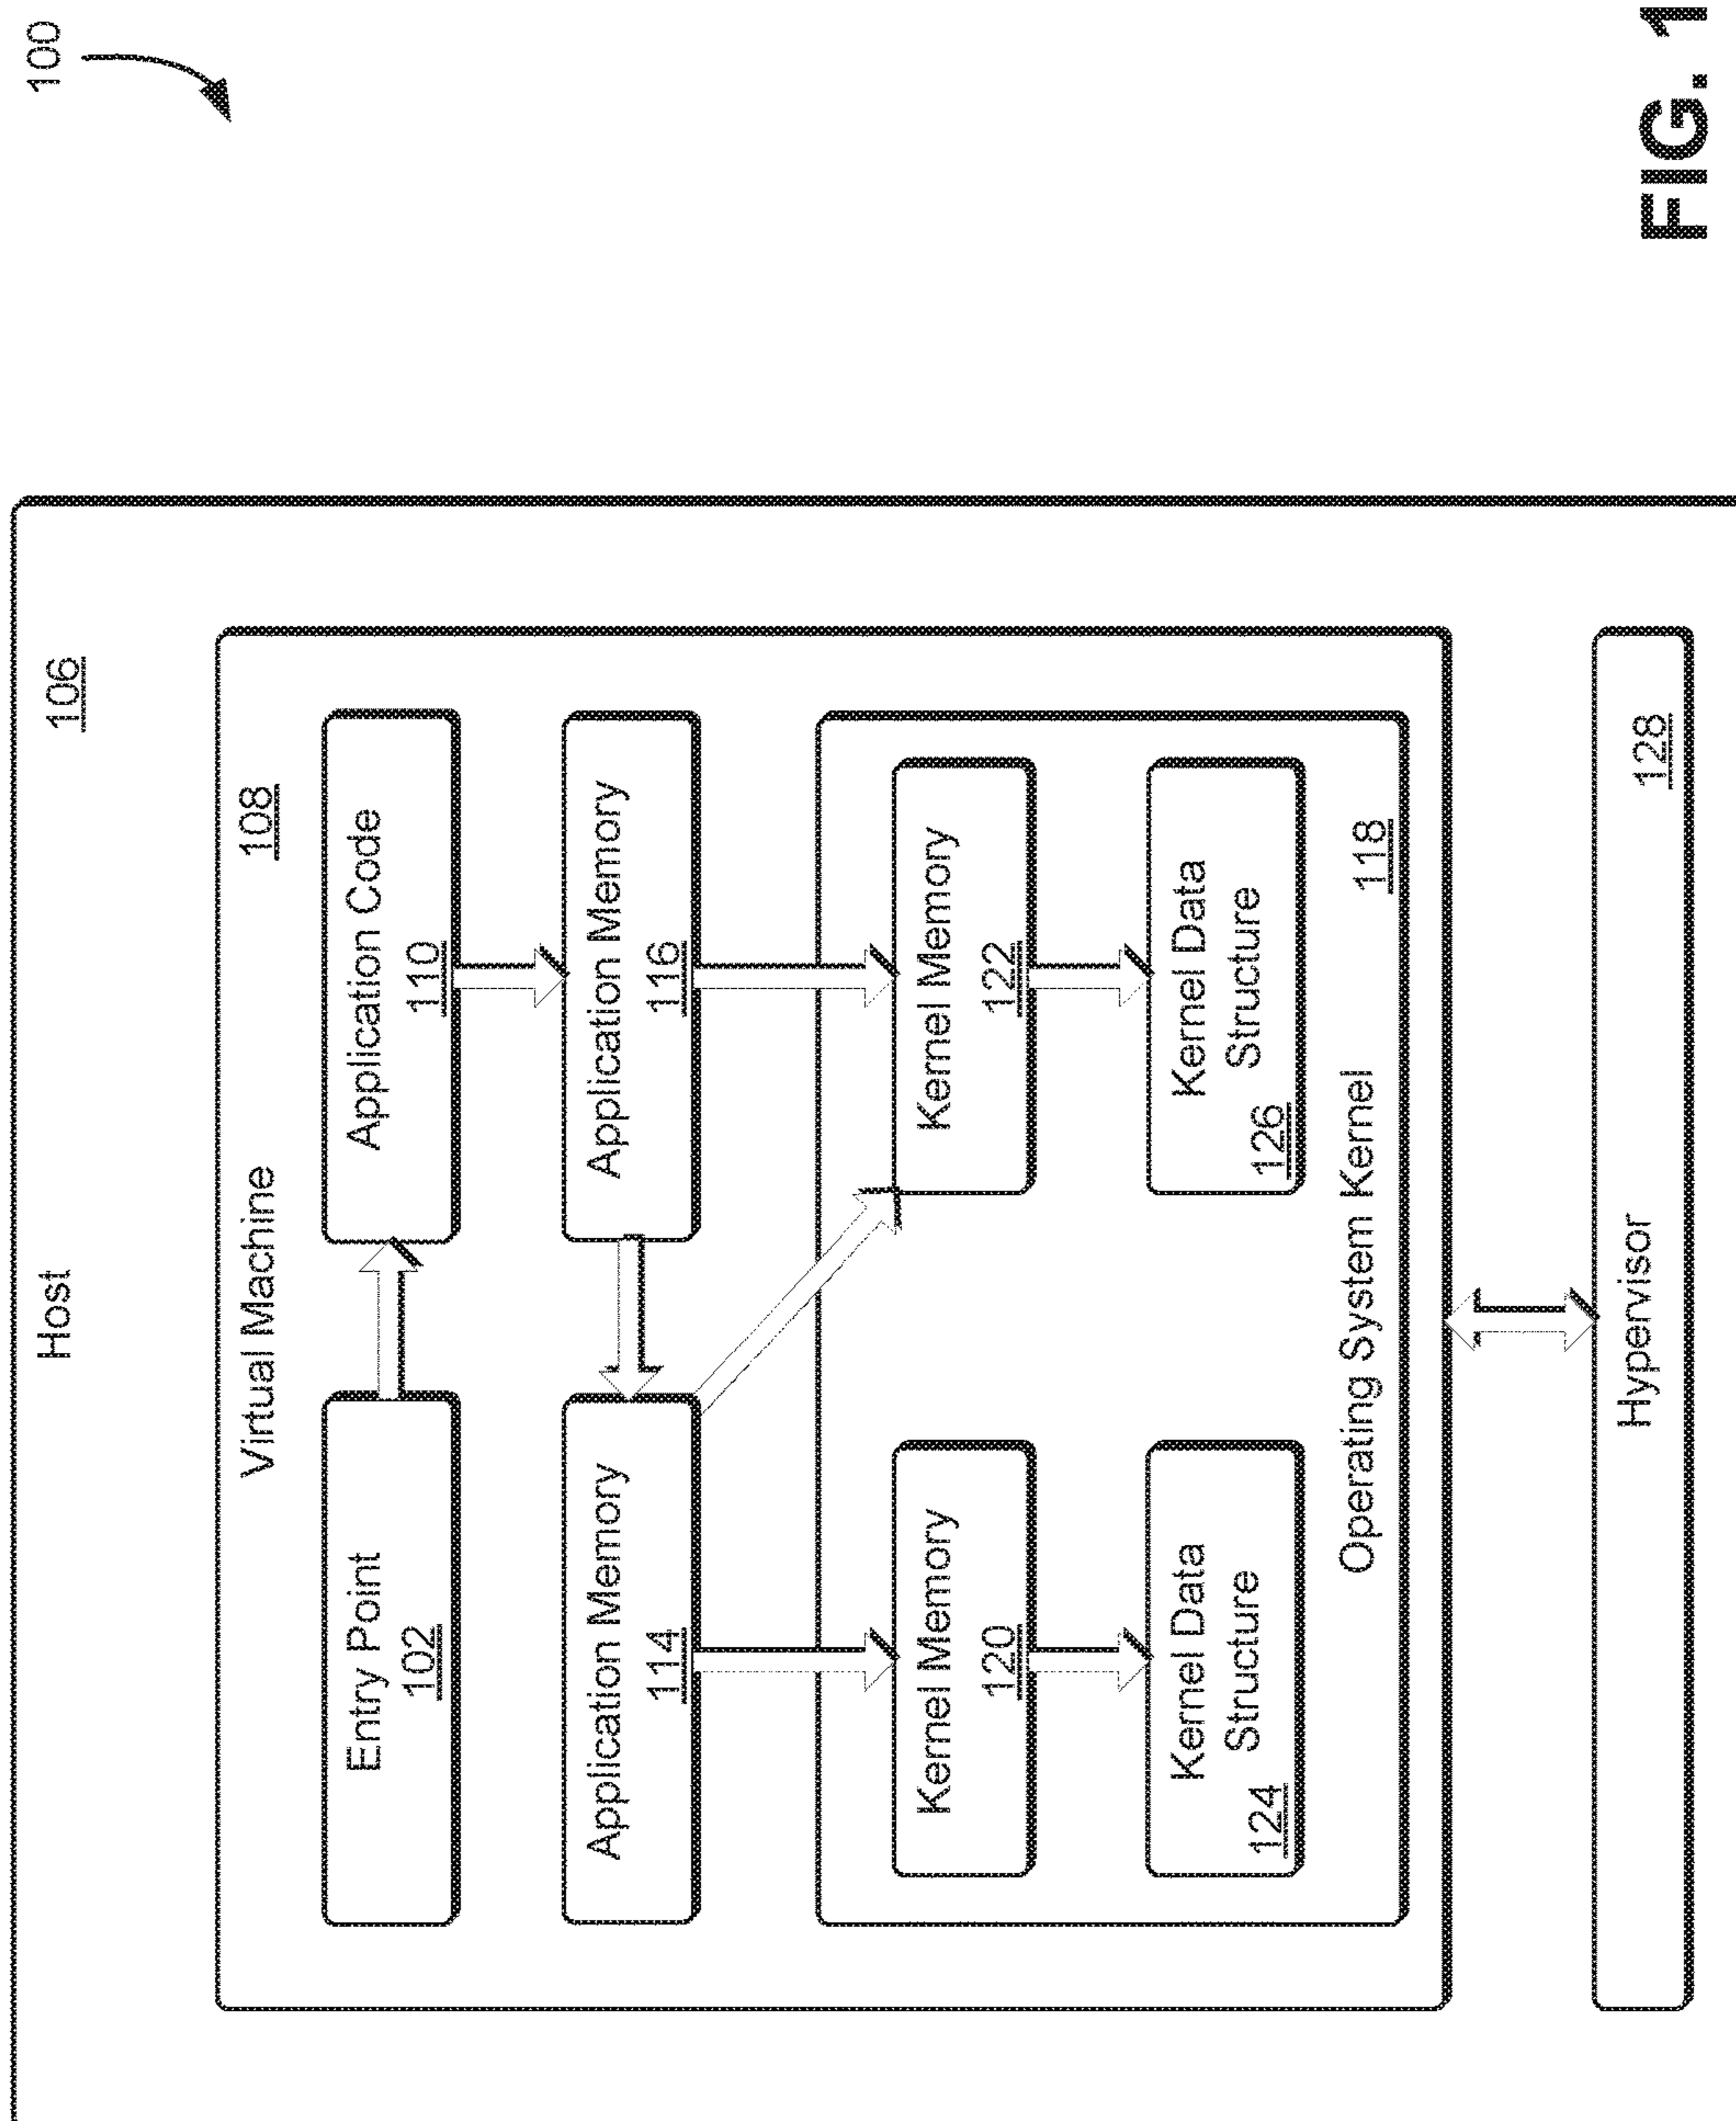 100
Host
106
Virtual Machine
108
Entry Point
102
Application Code
110
Application Memory
114
Application Memory
116
Kernel Memory
120
Kernel Memory
122
Kernel Data
Structure
124
Kernel Data
Structure
126
Operating System Kernel
118
Hypervisor
128
FIG. 1